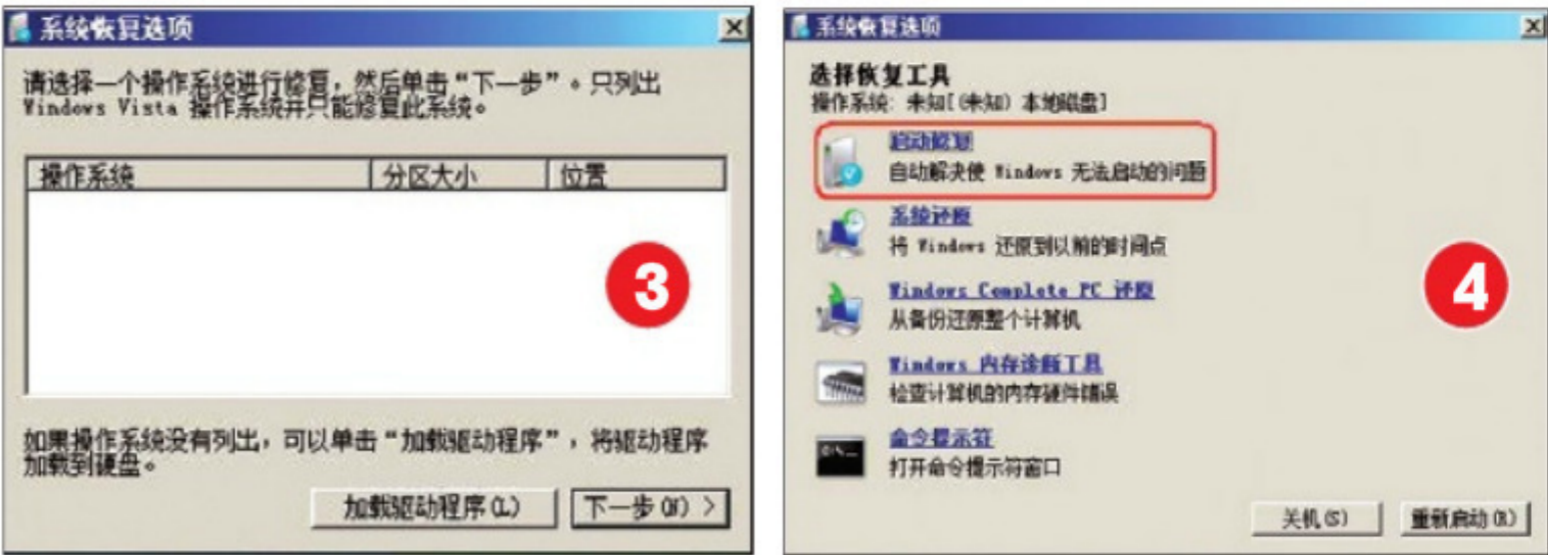 系统恢复选项
请选择一个操作系统进行修复，然后单击“下一步”。只列出
Windows Vista 操作系统并只能修复此系统。
操作系统 分区大小 位置
3
如果操作系统没有列出，可以单击“加载驱动程序”，将驱动程序
加载到硬盘。
加载驱动程序(L) 下一步(N) >
系统恢复选项
选择恢复工具
操作系统: 未知[(未知) 本地磁盘]
启动修复
自动解决使 Windows 无法启动的问题
系统还原
将 Windows 还原到以前的时间点
4
Windows Complete PC 还原
从备份还原整个计算机
Windows 内存诊断工具
检查计算机的内存硬件错误
C:\_
命令提示符
打开命令提示符窗口
关机(S) 重新启动(R)